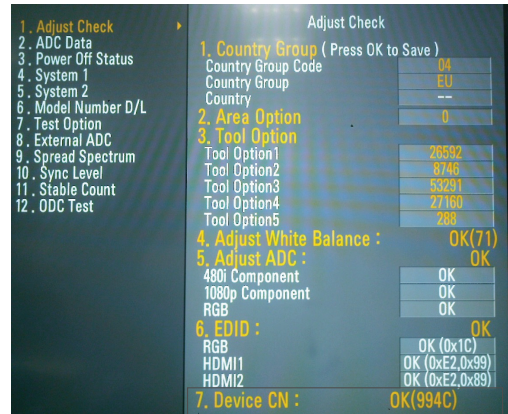 1. Adjust Check
2. ADC Data
3. Power Off Status
4. System 1
5. System 2
6. Model Number D/L
7. Test Option
8. External ADC
9. Spread Spectrum
10. Sync Level
11. Stable Count
12. ODC Test
Adjust Check
1. Country Group ( Press OK to Save )
Country Group Code 04
Country Group EU
Country --
2. Area Option 0
3. Tool Option
Tool Option1 26592
Tool Option2 8746
Tool Option3 53291
Tool Option4 27160
Tool Option5 288
4. Adjust White Balance : OK(71)
5. Adjust ADC : OK
480i Component OK
1080p Component OK
RGB OK
6. EDID : OK
RGB OK (0x1C)
HDMI1 OK (0xE2,0x99)
HDMI2 OK (0xE2,0x89)
7. Device CN : OK(994C)